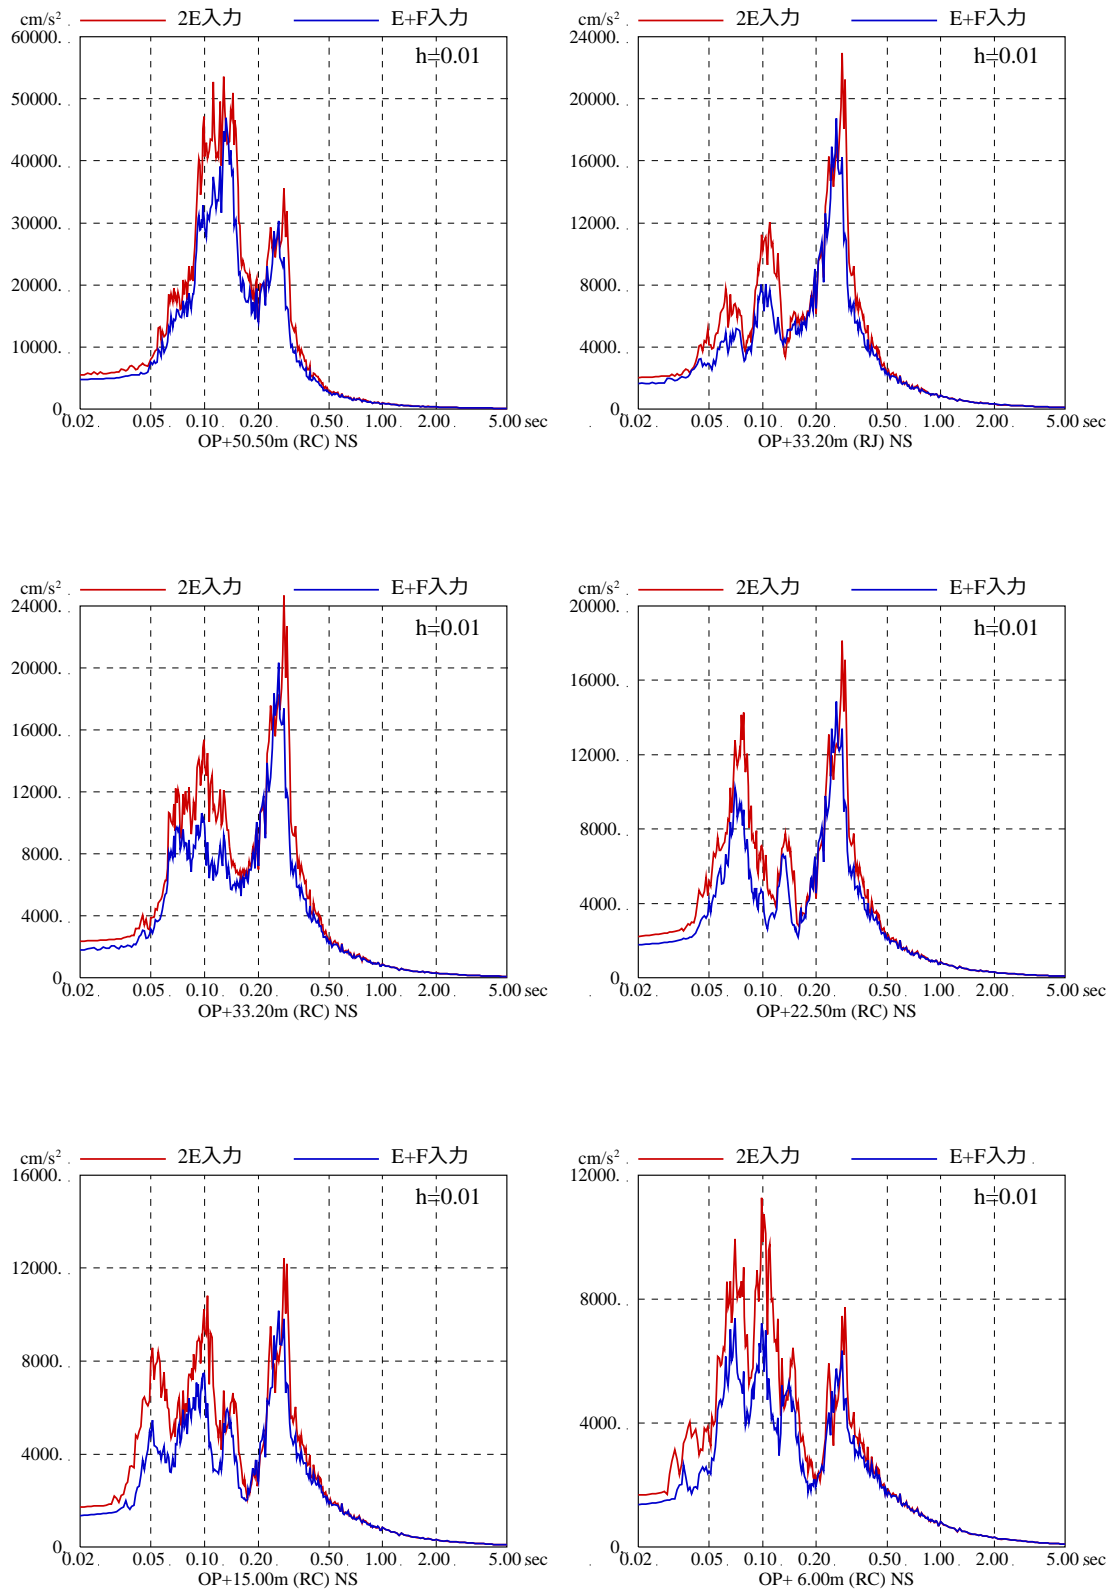 cm/s² 2E入力 E+F入力
60000.
h=0.01
50000.
40000.
30000.
20000.
10000.
0.
0.02 0.05 0.10 0.20 0.50 1.00 2.00 5.00 sec
OP+50.50m (RC) NS
cm/s² 2E入力 E+F入力
24000.
h=0.01
20000.
16000.
12000.
8000.
4000.
0.
0.02 0.05 0.10 0.20 0.50 1.00 2.00 5.00 sec
OP+33.20m (RJ) NS
cm/s² 2E入力 E+F入力
24000.
h=0.01
20000.
16000.
12000.
8000.
4000.
0.
0.02 0.05 0.10 0.20 0.50 1.00 2.00 5.00 sec
OP+33.20m (RC) NS
cm/s² 2E入力 E+F入力
20000.
h=0.01
16000.
12000.
8000.
4000.
0.
0.02 0.05 0.10 0.20 0.50 1.00 2.00 5.00 sec
OP+22.50m (RC) NS
cm/s² 2E入力 E+F入力
16000.
h=0.01
12000.
8000.
4000.
0.
0.02 0.05 0.10 0.20 0.50 1.00 2.00 5.00 sec
OP+15.00m (RC) NS
cm/s² 2E入力 E+F入力
12000.
h=0.01
8000.
4000.
0.
0.02 0.05 0.10 0.20 0.50 1.00 2.00 5.00 sec
OP+ 6.00m (RC) NS